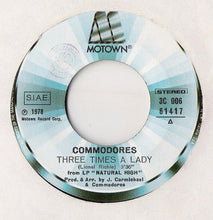 MOTOWN®
S.I.A.E.
STEREO
℗ 1978
Motown Record Corp.
3C 006
61417
A
COMMODORES
THREE TIMES A LADY
(Lionel Richie) 3'36"
from LP "NATURAL HIGH"
Prod. & Arr. by J. Carmichael
& Commodores